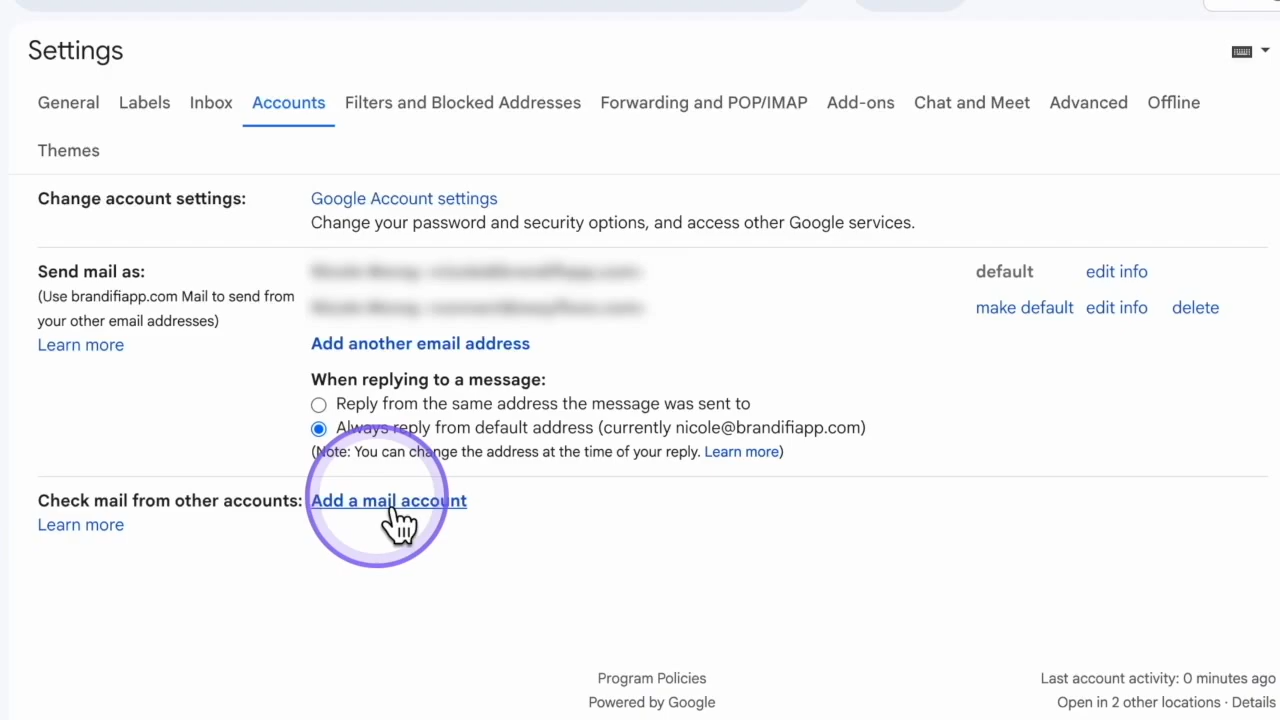 Settings
General Labels Inbox Accounts Filters and Blocked Addresses Forwarding and POP/IMAP Add-ons Chat and Meet Advanced Offline
Themes
Change account settings: Google Account settings
Change your password and security options, and access other Google services.
Send mail as: default edit info
(Use brandifiapp.com Mail to send from
your other email addresses) make default edit info delete
Learn more
Add another email address
When replying to a message:
Reply from the same address the message was sent to
Always reply from default address (currently nicole@brandifiapp.com)
(Note: You can change the address at the time of your reply. Learn more)
Check mail from other accounts: Add a mail account
Learn more
Program Policies
Powered by Google
Last account activity: 0 minutes ago
Open in 2 other locations · Details